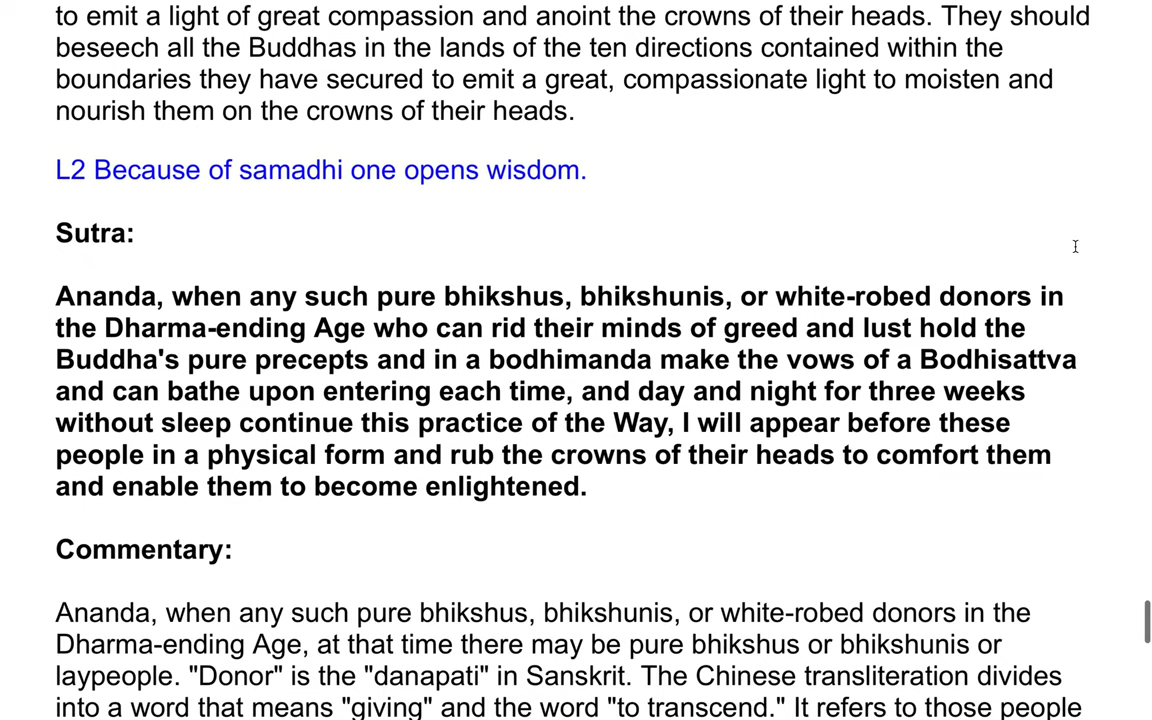 to emit a light of great compassion and anoint the crowns of their heads. They should
beseech all the Buddhas in the lands of the ten directions contained within the
boundaries they have secured to emit a great, compassionate light to moisten and
nourish them on the crowns of their heads.
L2 Because of samadhi one opens wisdom.
Sutra:
Ananda, when any such pure bhikshus, bhikshunis, or white-robed donors in
the Dharma-ending Age who can rid their minds of greed and lust hold the
Buddha's pure precepts and in a bodhimanda make the vows of a Bodhisattva
and can bathe upon entering each time, and day and night for three weeks
without sleep continue this practice of the Way, I will appear before these
people in a physical form and rub the crowns of their heads to comfort them
and enable them to become enlightened.
Commentary:
Ananda, when any such pure bhikshus, bhikshunis, or white-robed donors in the
Dharma-ending Age, at that time there may be pure bhikshus or bhikshunis or
laypeople. "Donor" is the "danapati" in Sanskrit. The Chinese transliteration divides
into a word that means "giving" and the word "to transcend." It refers to those people